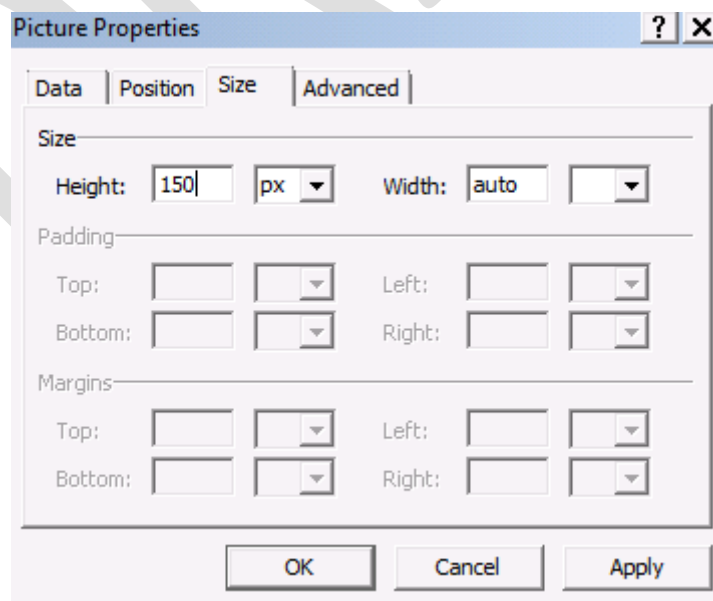 Picture Properties ? X
Data Position Size Advanced
Size
Height: 150 px Width: auto
Padding
Top: Left:
Bottom: Right:
Margins
Top: Left:
Bottom: Right:
OK Cancel Apply